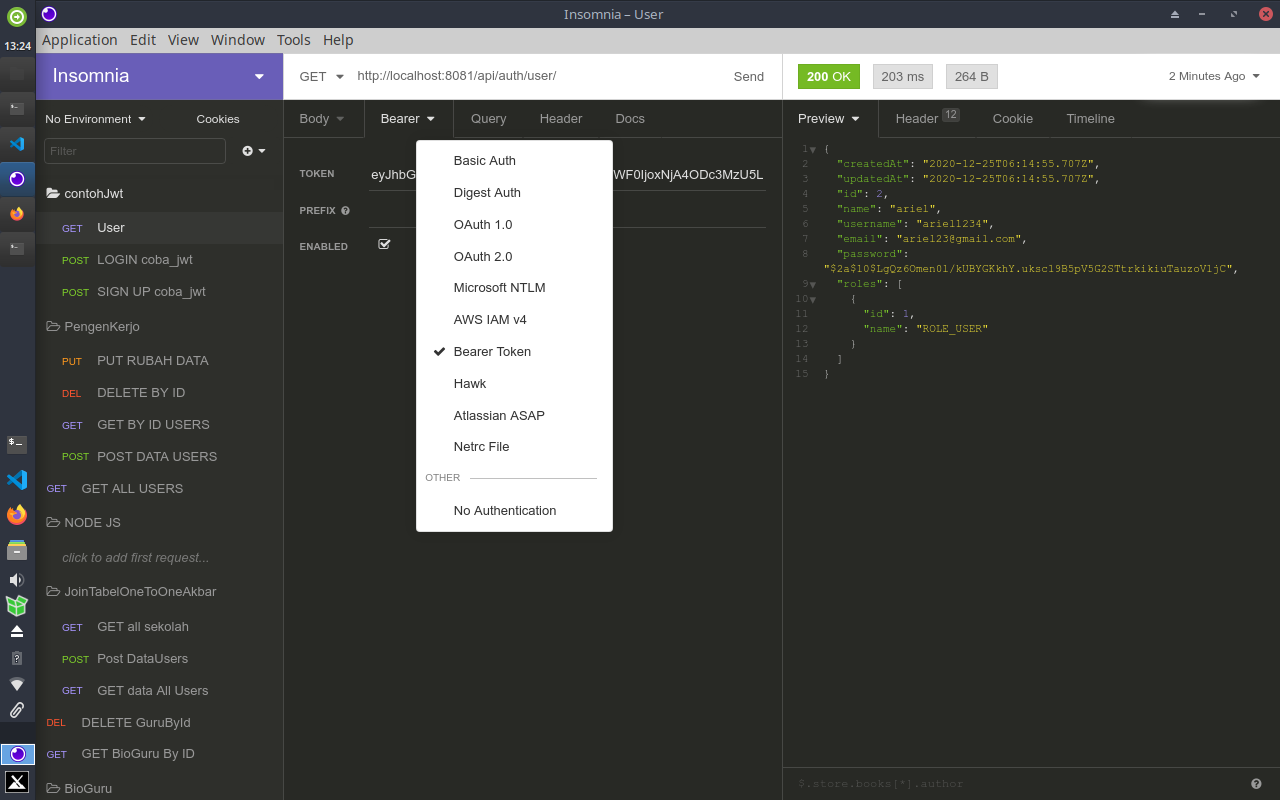 Insomnia – User
13:24
Application Edit View Window Tools Help
Insomnia
GET http://localhost:8081/api/auth/user/ Send
200 OK 203 ms 264 B 2 Minutes Ago
No Environment Cookies
Body Bearer Query Header Docs
Preview Header 12 Cookie Timeline
Filter
contohJwt
GET User
POST LOGIN coba_jwt
POST SIGN UP coba_jwt
PengenKerjo
PUT PUT RUBAH DATA
DEL DELETE BY ID
GET GET BY ID USERS
POST POST DATA USERS
GET GET ALL USERS
NODE JS
click to add first request...
JoinTabelOneToOneAkbar
GET GET all sekolah
POST Post DataUsers
GET GET data All Users
DEL DELETE GuruById
GET GET BioGuru By ID
BioGuru
TOKEN eyJhbG WF0IjoxNjA4ODc3MzU5L
PREFIX
ENABLED
Basic Auth
Digest Auth
OAuth 1.0
OAuth 2.0
Microsoft NTLM
AWS IAM v4
Bearer Token
Hawk
Atlassian ASAP
Netrc File
OTHER
No Authentication
1 {
2 "createdAt": "2020-12-25T06:14:55.707Z",
3 "updatedAt": "2020-12-25T06:14:55.707Z",
4 "id": 2,
5 "name": "ariel",
6 "username": "ariel1234",
7 "email": "ariel23@gmail.com",
8 "password":
"$2a$10$LgQz6Omen01/kUBYGKkhY.uksc19B5pV5G2STtrkikiuTauzoV1jC",
9 "roles": [
10 {
11 "id": 1,
12 "name": "ROLE_USER"
13 }
14 ]
15 }
$.store.books[*].author